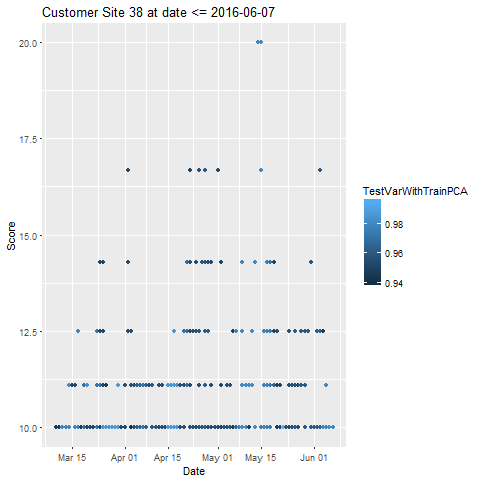 Customer Site 38 at date <= 2016-06-07
20.0
17.5
15.0
12.5
10.0
Score
Mar 15 Apr 01 Apr 15 May 01 May 15 Jun 01
Date
TestVarWithTrainPCA
0.98
0.96
0.94